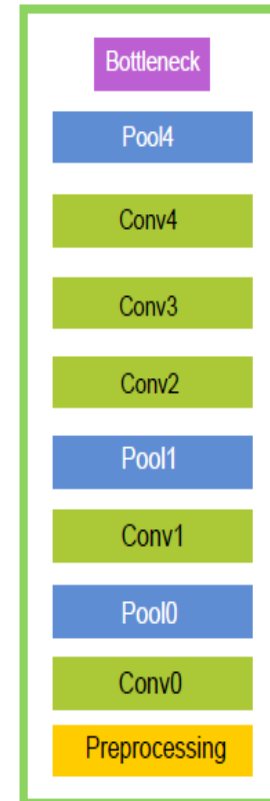 Bottleneck
Pool4
Conv4
Conv3
Conv2
Pool1
Conv1
Pool0
Conv0
Preprocessing